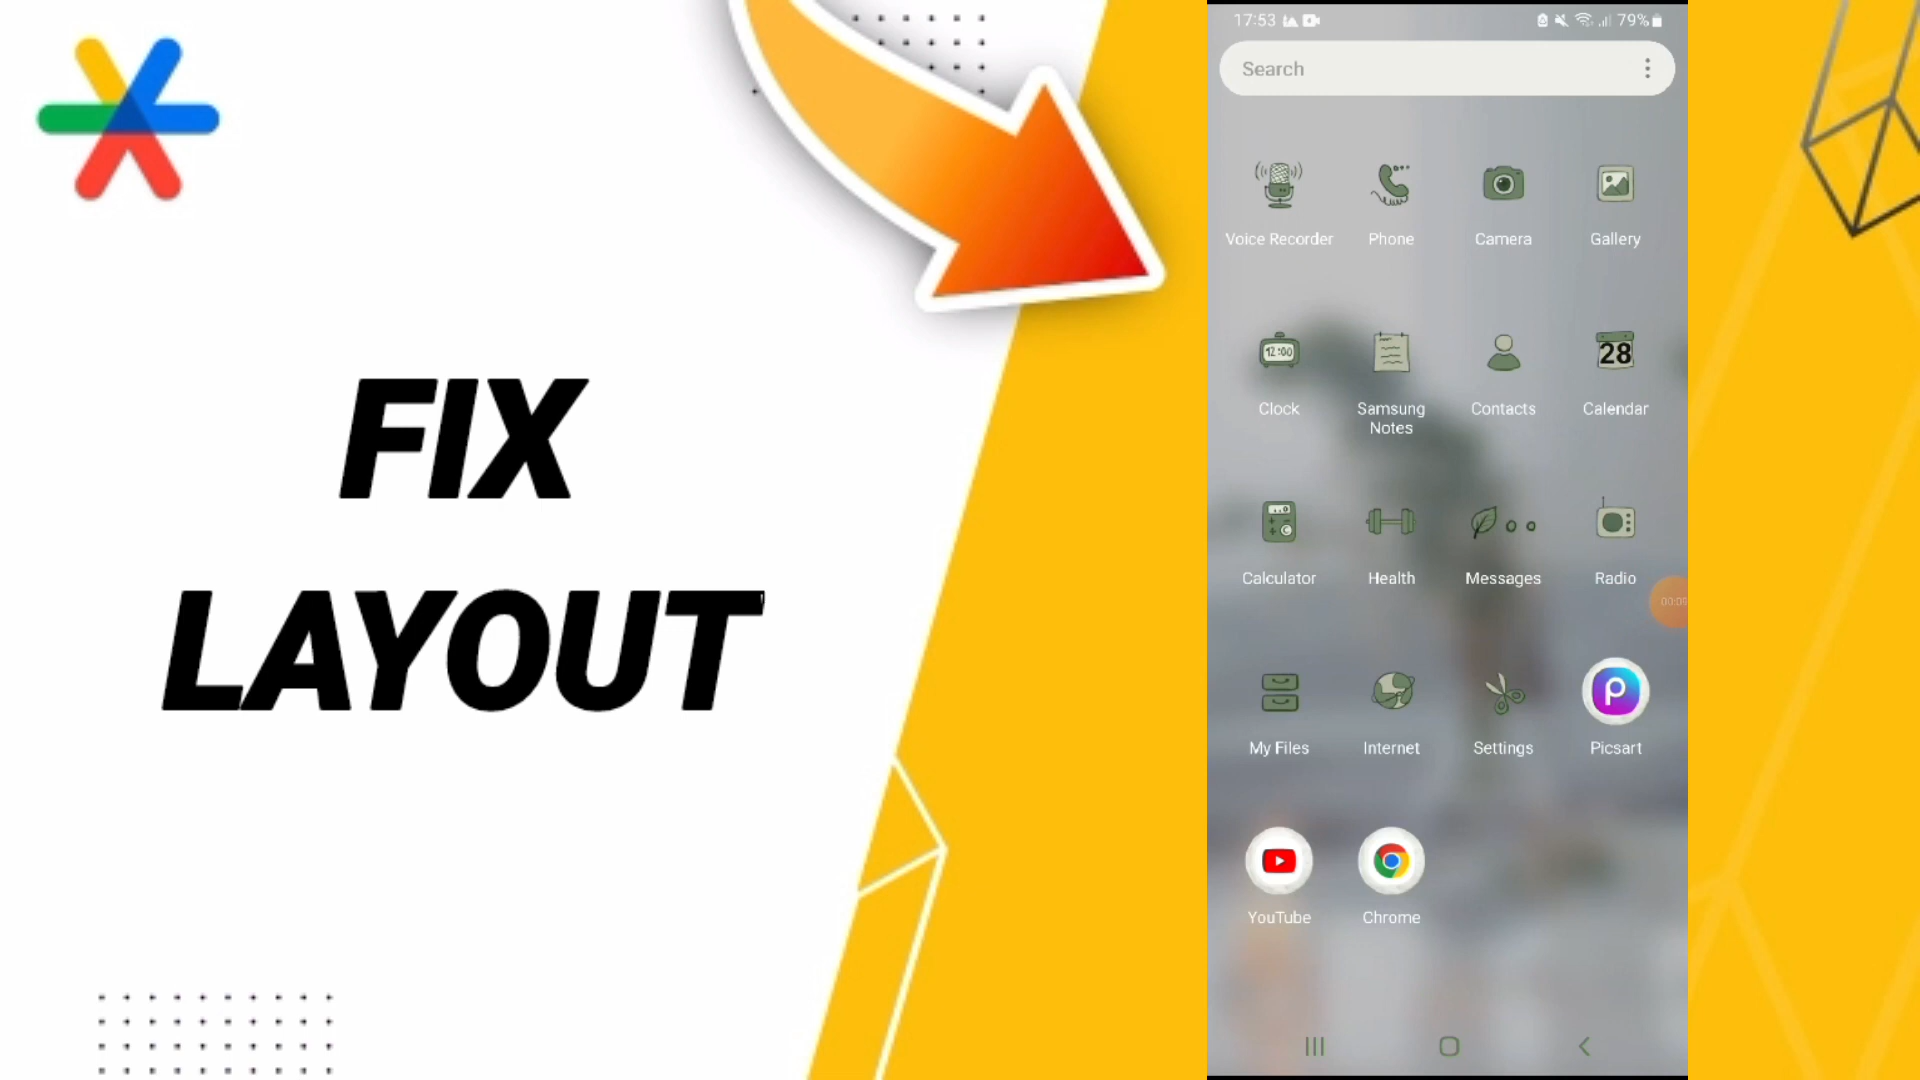 FIX
LAYOUT
17:53 79%
Search
Voice Recorder Phone Camera Gallery
12:00 28
Clock Samsung Notes Contacts Calendar
Calculator Health Messages Radio
My Files Internet Settings Picsart
YouTube Chrome